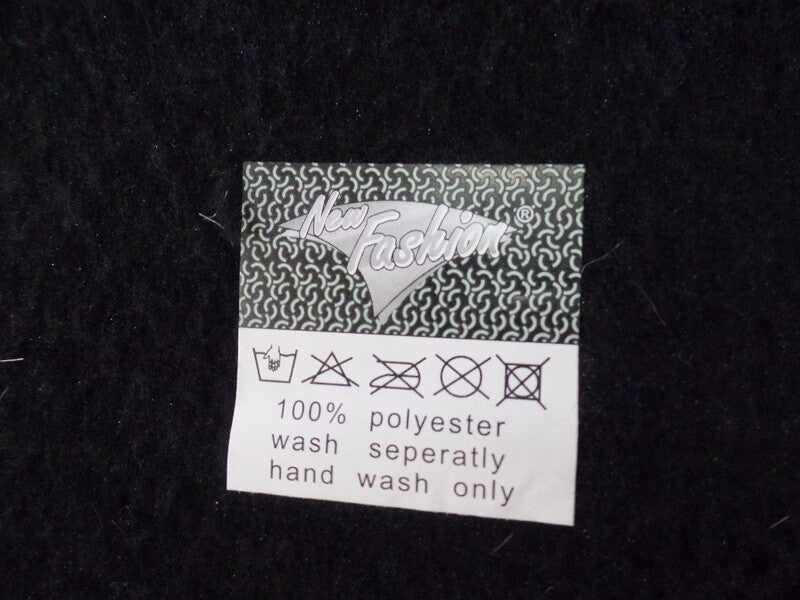 New
Fashion ®
100% polyester
wash seperatly
hand wash only